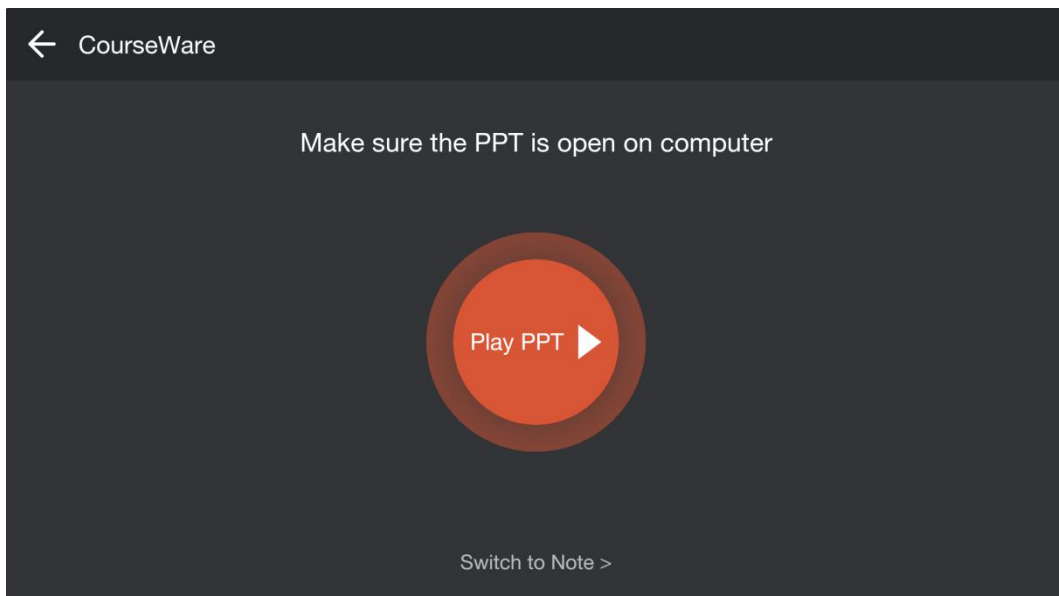 CourseWare
Make sure the PPT is open on computer
Play PPT
Switch to Note >